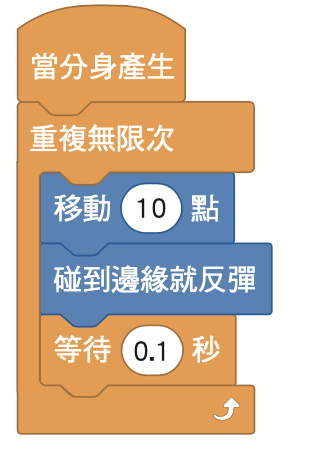 當分身產生
重複無限次
移動 10 點
碰到邊緣就反彈
等待 0.1 秒